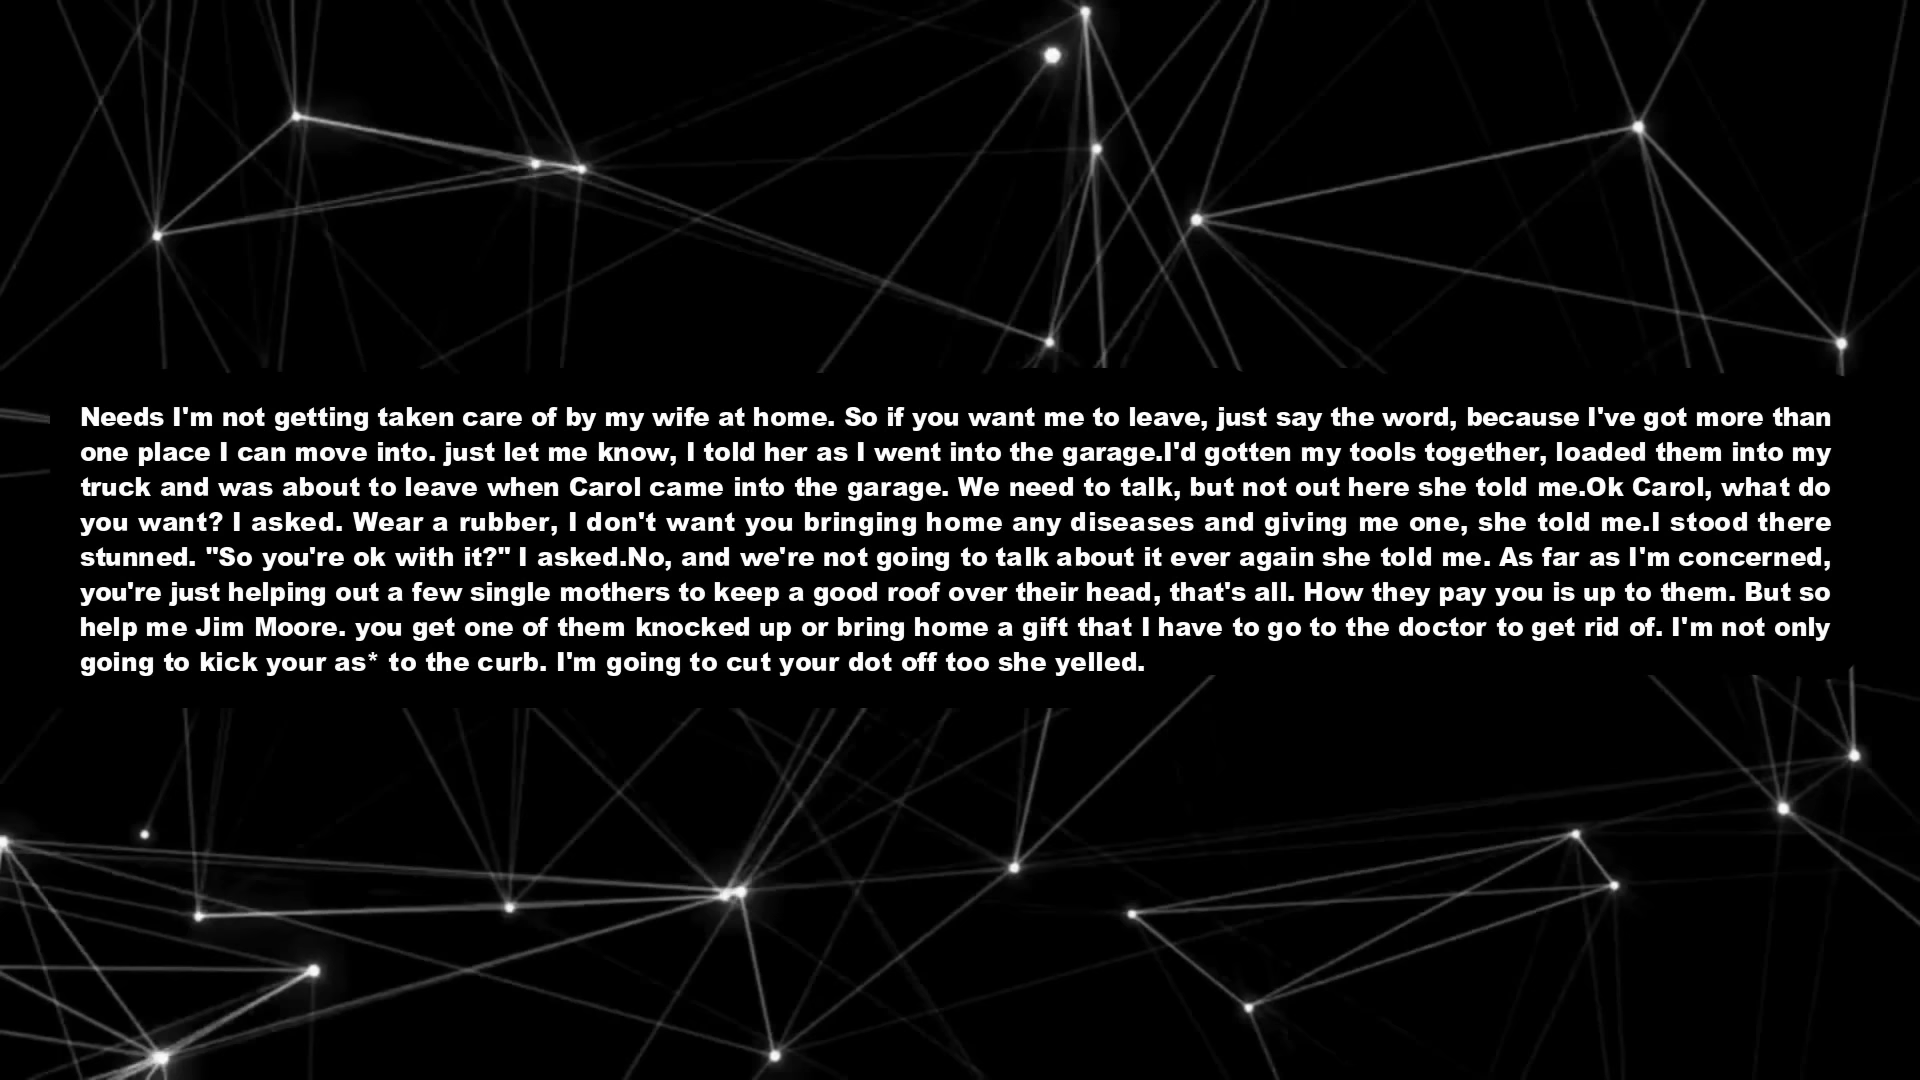 Needs I'm not getting taken care of by my wife at home. So if you want me to leave, just say the word, because I've got more than
one place I can move into. just let me know, I told her as I went into the garage.I'd gotten my tools together, loaded them into my
truck and was about to leave when Carol came into the garage. We need to talk, but not out here she told me.Ok Carol, what do
you want? I asked. Wear a rubber, I don't want you bringing home any diseases and giving me one, she told me.I stood there
stunned. "So you're ok with it?" I asked.No, and we're not going to talk about it ever again she told me. As far as I'm concerned,
you're just helping out a few single mothers to keep a good roof over their head, that's all. How they pay you is up to them. But so
help me Jim Moore. you get one of them knocked up or bring home a gift that I have to go to the doctor to get rid of. I'm not only
going to kick your as* to the curb. I'm going to cut your dot off too she yelled.